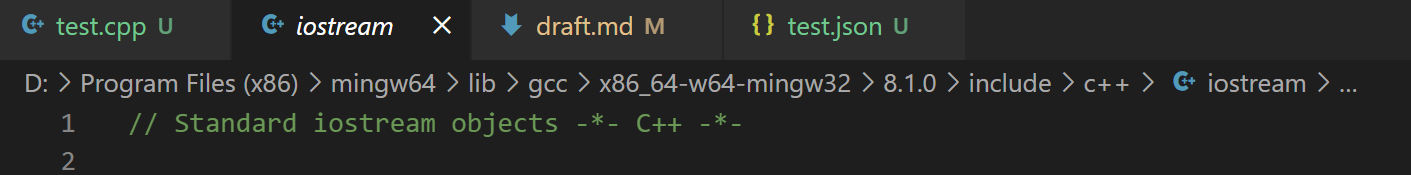 test.cpp U iostream × draft.md M {} test.json U
D: > Program Files (x86) > mingw64 > lib > gcc > x86_64-w64-mingw32 > 8.1.0 > include > c++ > iostream > ...
1 // Standard iostream objects -*- C++ -*-
2